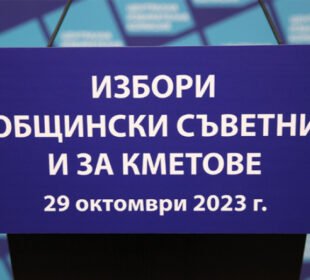 ИЗБОРИ
ОБЩИНСКИ СЪВЕТНИ
И ЗА КМЕТОВЕ
29 октомври 2023 г.